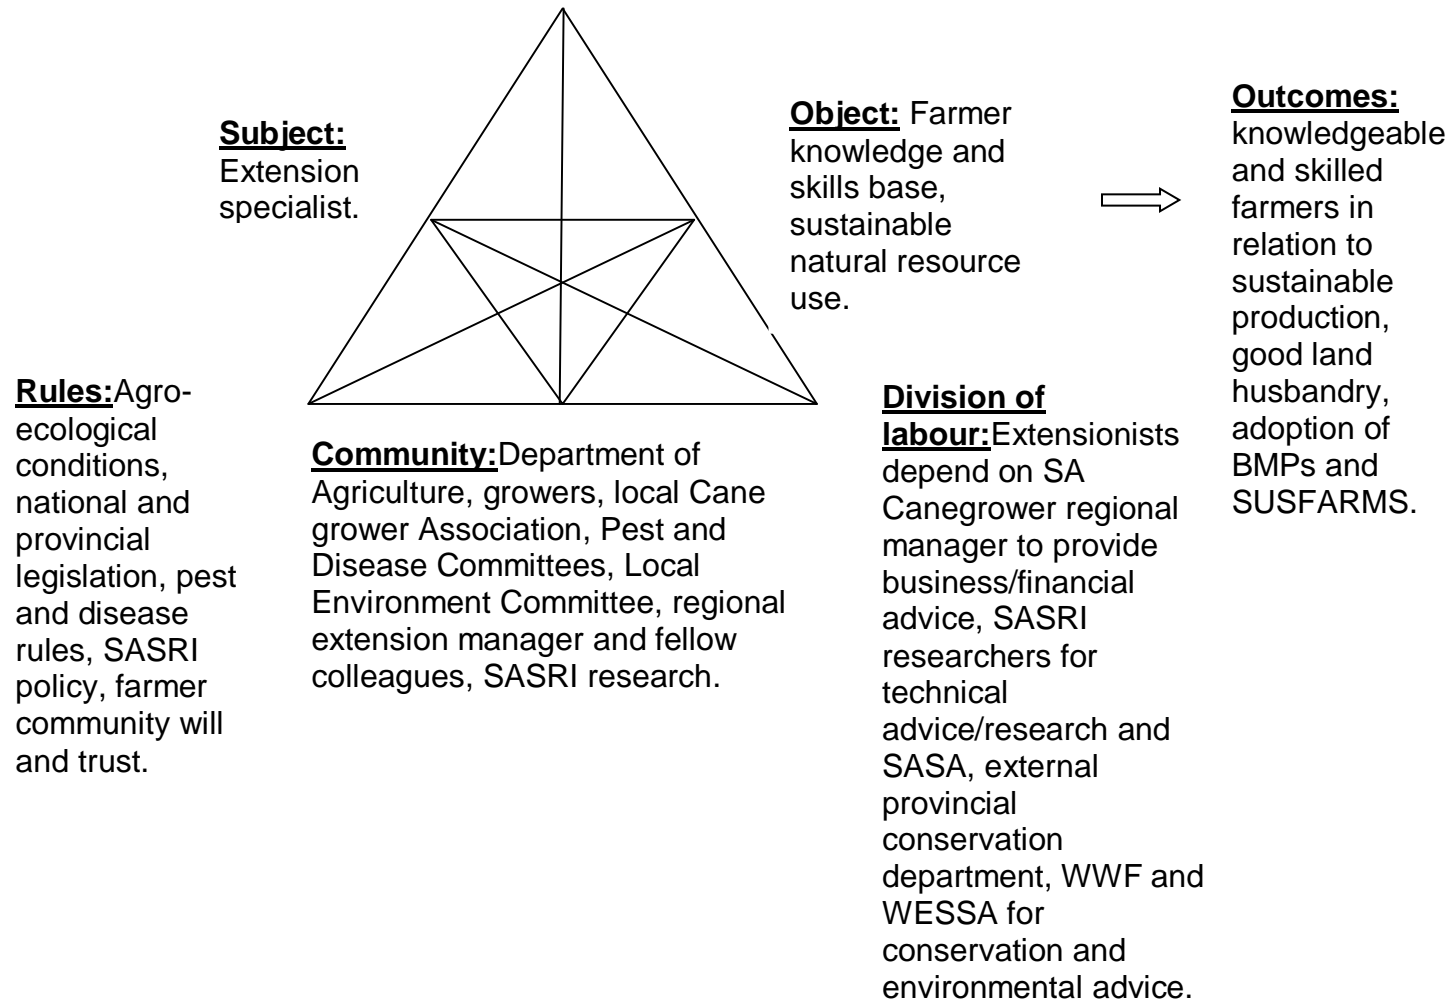 Subject:
Extension
specialist.
Object: Farmer
knowledge and
skills base,
sustainable
natural resource
use.
Outcomes:
knowledgeable
and skilled
farmers in
relation to
sustainable
production,
good land
husbandry,
adoption of
BMPs and
SUSFARMS.
Rules:Agro-
ecological
conditions,
national and
provincial
legislation, pest
and disease
rules, SASRI
policy, farmer
community will
and trust.
Community:Department of
Agriculture, growers, local Cane
grower Association, Pest and
Disease Committees, Local
Environment Committee, regional
extension manager and fellow
colleagues, SASRI research.
Division of
labour:Extensionists
depend on SA
Canegrower regional
manager to provide
business/financial
advice, SASRI
researchers for
technical
advice/research and
SASA, external
provincial
conservation
department, WWF and
WESSA for
conservation and
environmental advice.